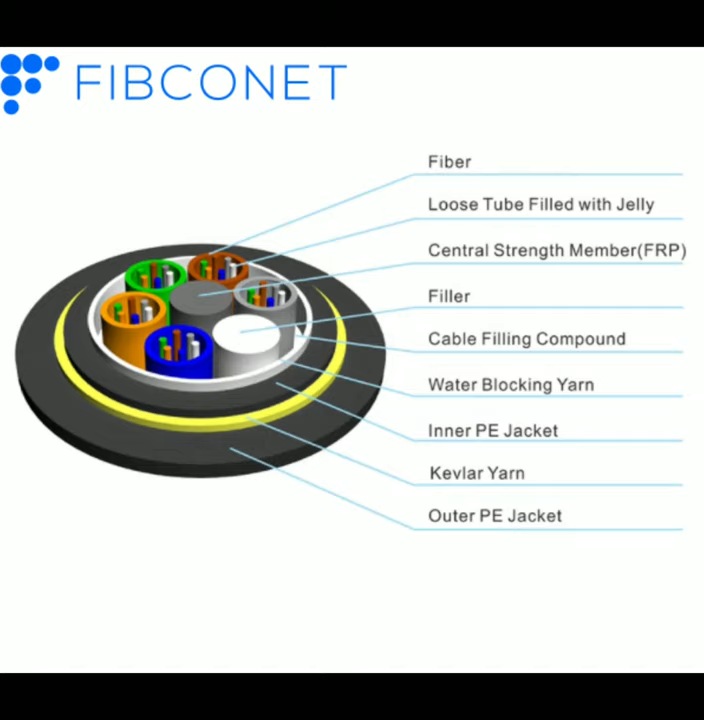 FIBCONET
Fiber
Loose Tube Filled with Jelly
Central Strength Member(FRP)
Filler
Cable Filling Compound
Water Blocking Yarn
Inner PE Jacket
Kevlar Yarn
Outer PE Jacket